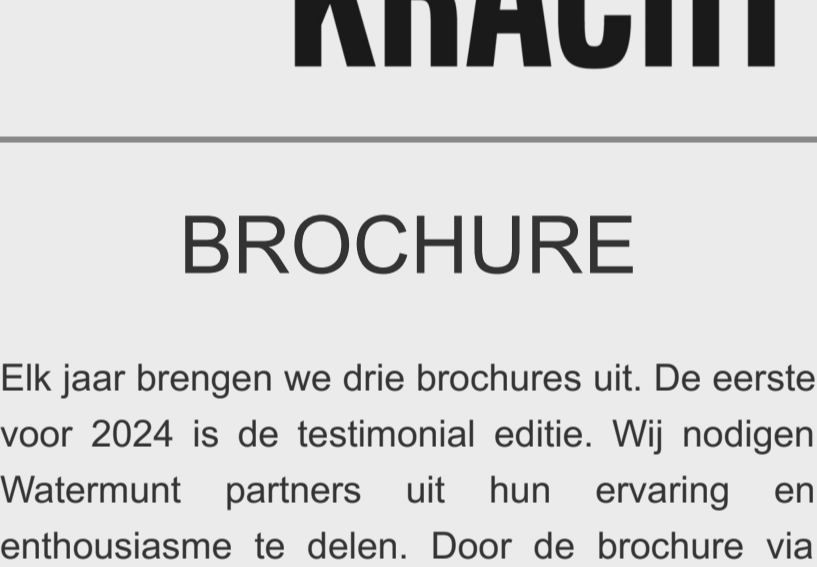 KRACHT
BROCHURE
Elk jaar brengen we drie brochures uit. De eerste
voor 2024 is de testimonial editie. Wij nodigen
Watermunt partners uit hun ervaring en
enthousiasme te delen. Door de brochure via